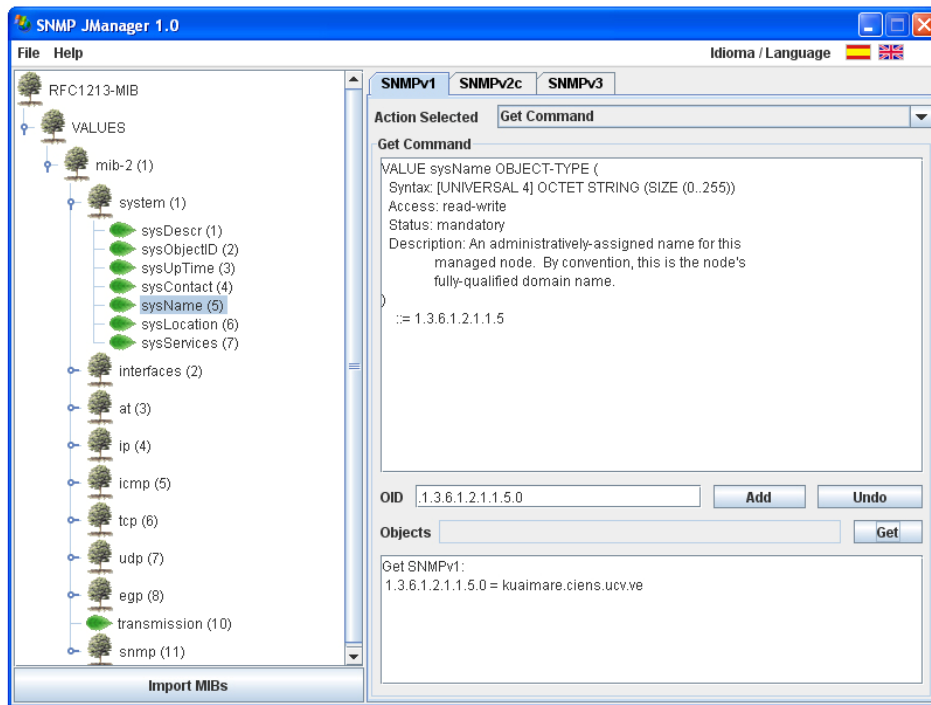 SNMP JManager 1.0
File Help
Idioma / Language
RFC1213-MIB
VALUES
mib-2 (1)
system (1)
sysDescr (1)
sysObjectID (2)
sysUpTime (3)
sysContact (4)
sysName (5)
sysLocation (6)
sysServices (7)
interfaces (2)
at (3)
ip (4)
icmp (5)
tcp (6)
udp (7)
egp (8)
transmission (10)
snmp (11)
Import MIBs
SNMPv1 SNMPv2c SNMPv3
Action Selected Get Command
Get Command
VALUE sysName OBJECT-TYPE (
Syntax: [UNIVERSAL 4] OCTET STRING (SIZE (0..255))
Access: read-write
Status: mandatory
Description: An administratively-assigned name for this
managed node. By convention, this is the node's
fully-qualified domain name.
)
::= 1.3.6.1.2.1.1.5
OID .1.3.6.1.2.1.1.5.0 Add Undo
Objects Get
Get SNMPv1:
1.3.6.1.2.1.1.5.0 = kuaimare.ciens.ucv.ve